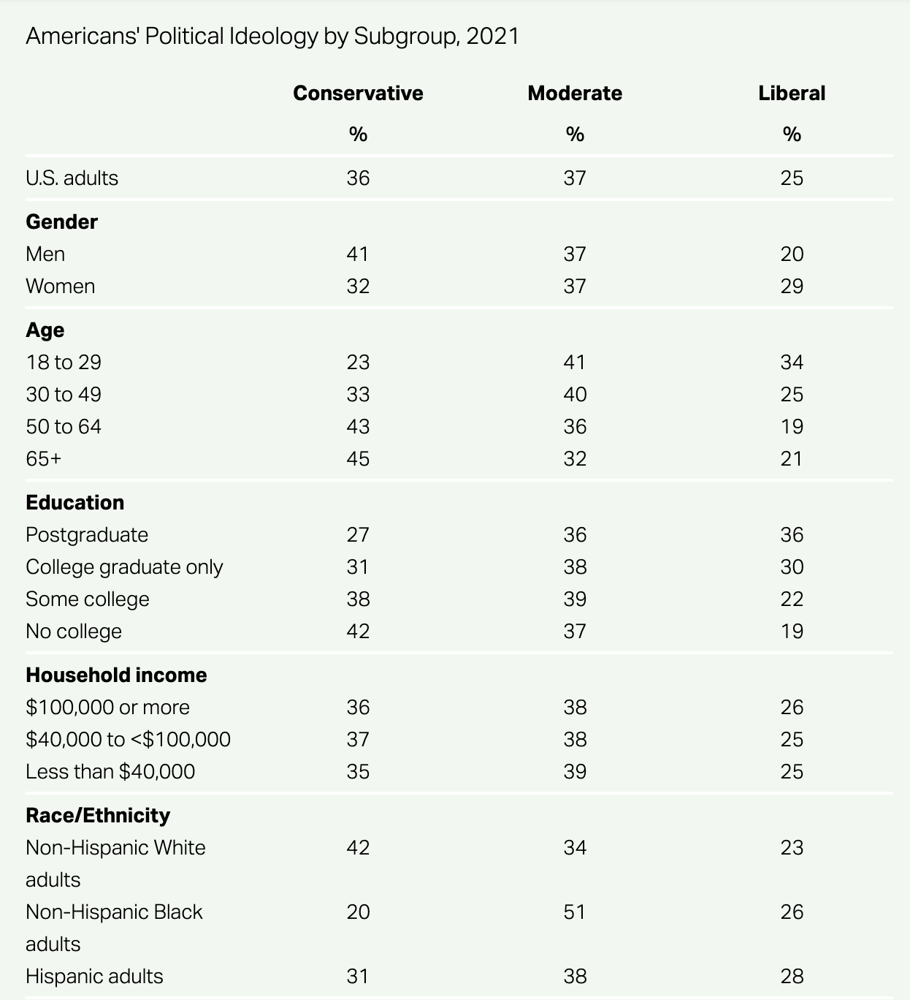 Americans' Political Ideology by Subgroup, 2021
Conservative Moderate Liberal
% % %
U.S. adults 36 37 25
Gender
Men 41 37 20
Women 32 37 29
Age
18 to 29 23 41 34
30 to 49 33 40 25
50 to 64 43 36 19
65+ 45 32 21
Education
Postgraduate 27 36 36
College graduate only 31 38 30
Some college 38 39 22
No college 42 37 19
Household income
$100,000 or more 36 38 26
$40,000 to <$100,000 37 38 25
Less than $40,000 35 39 25
Race/Ethnicity
Non-Hispanic White 42 34 23
adults
Non-Hispanic Black 20 51 26
adults
Hispanic adults 31 38 28